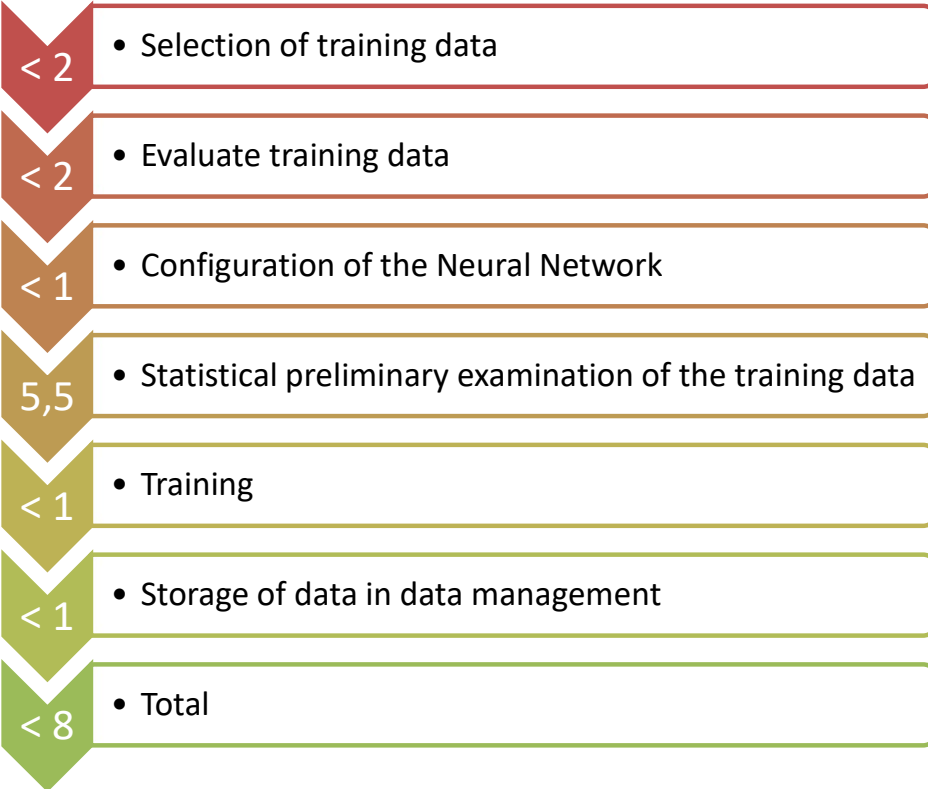 < 2
• Selection of training data
< 2
• Evaluate training data
< 1
• Configuration of the Neural Network
5,5
• Statistical preliminary examination of the training data
< 1
• Training
< 1
• Storage of data in data management
< 8
• Total